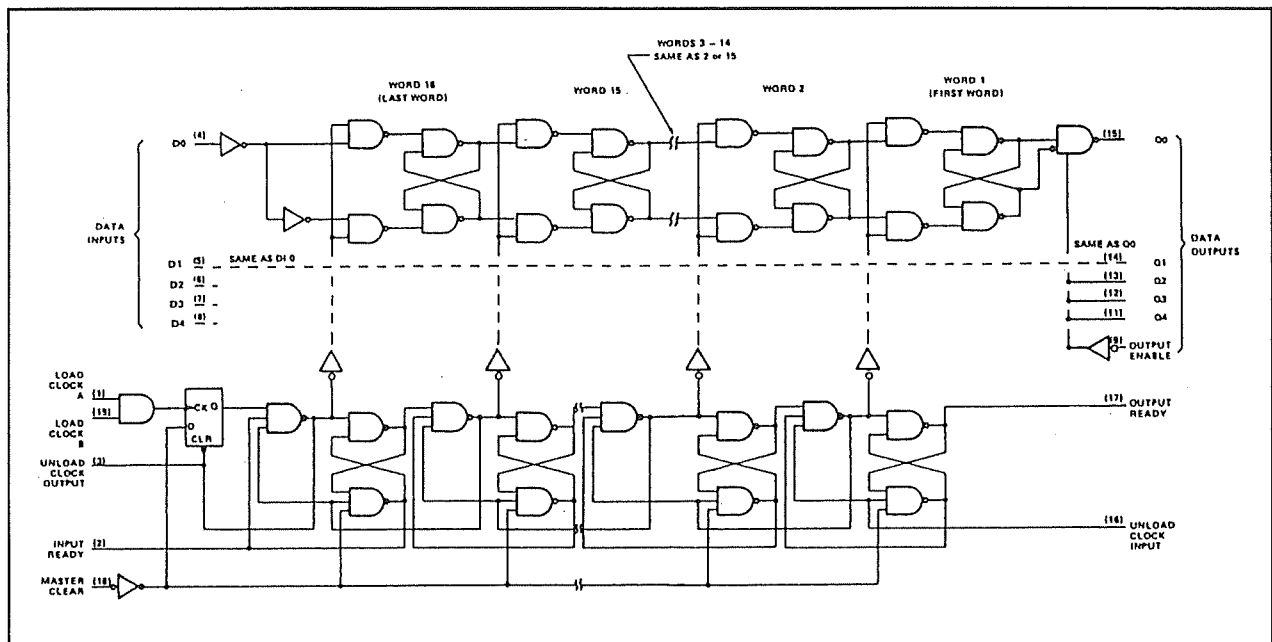 WORDS 3 – 14
SAME AS 2 or 15
WORD 16
(LAST WORD)
WORD 15
WORD 2
WORD 1
(FIRST WORD)
D0 (4)
(15) Q0
DATA
INPUTS
DATA
OUTPUTS
D1 (5) SAME AS DI 0
SAME AS Q0
(14) Q1
D2 (6)
(13) Q2
D3 (7)
(12) Q3
D4 (8)
(11) Q4
(9) OUTPUT
ENABLE
LOAD
CLOCK
A (1)
(19)
LOAD
CLOCK
B
CK Q
D
CLR
(17) OUTPUT
READY
UNLOAD (3)
CLOCK
OUTPUT
(16) UNLOAD
CLOCK
INPUT
INPUT (2)
READY
MASTER (18)
CLEAR